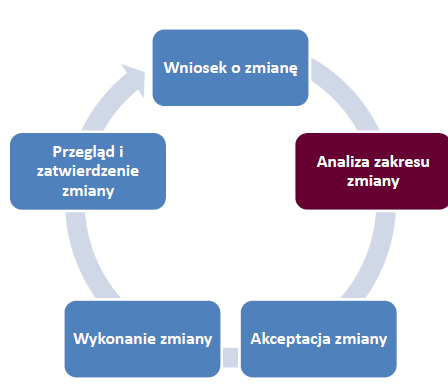 Wniosek o zmianę
Analiza zakresu
zmiany
Akceptacja zmiany
Wykonanie zmiany
Przegląd i
zatwierdzenie
zmiany